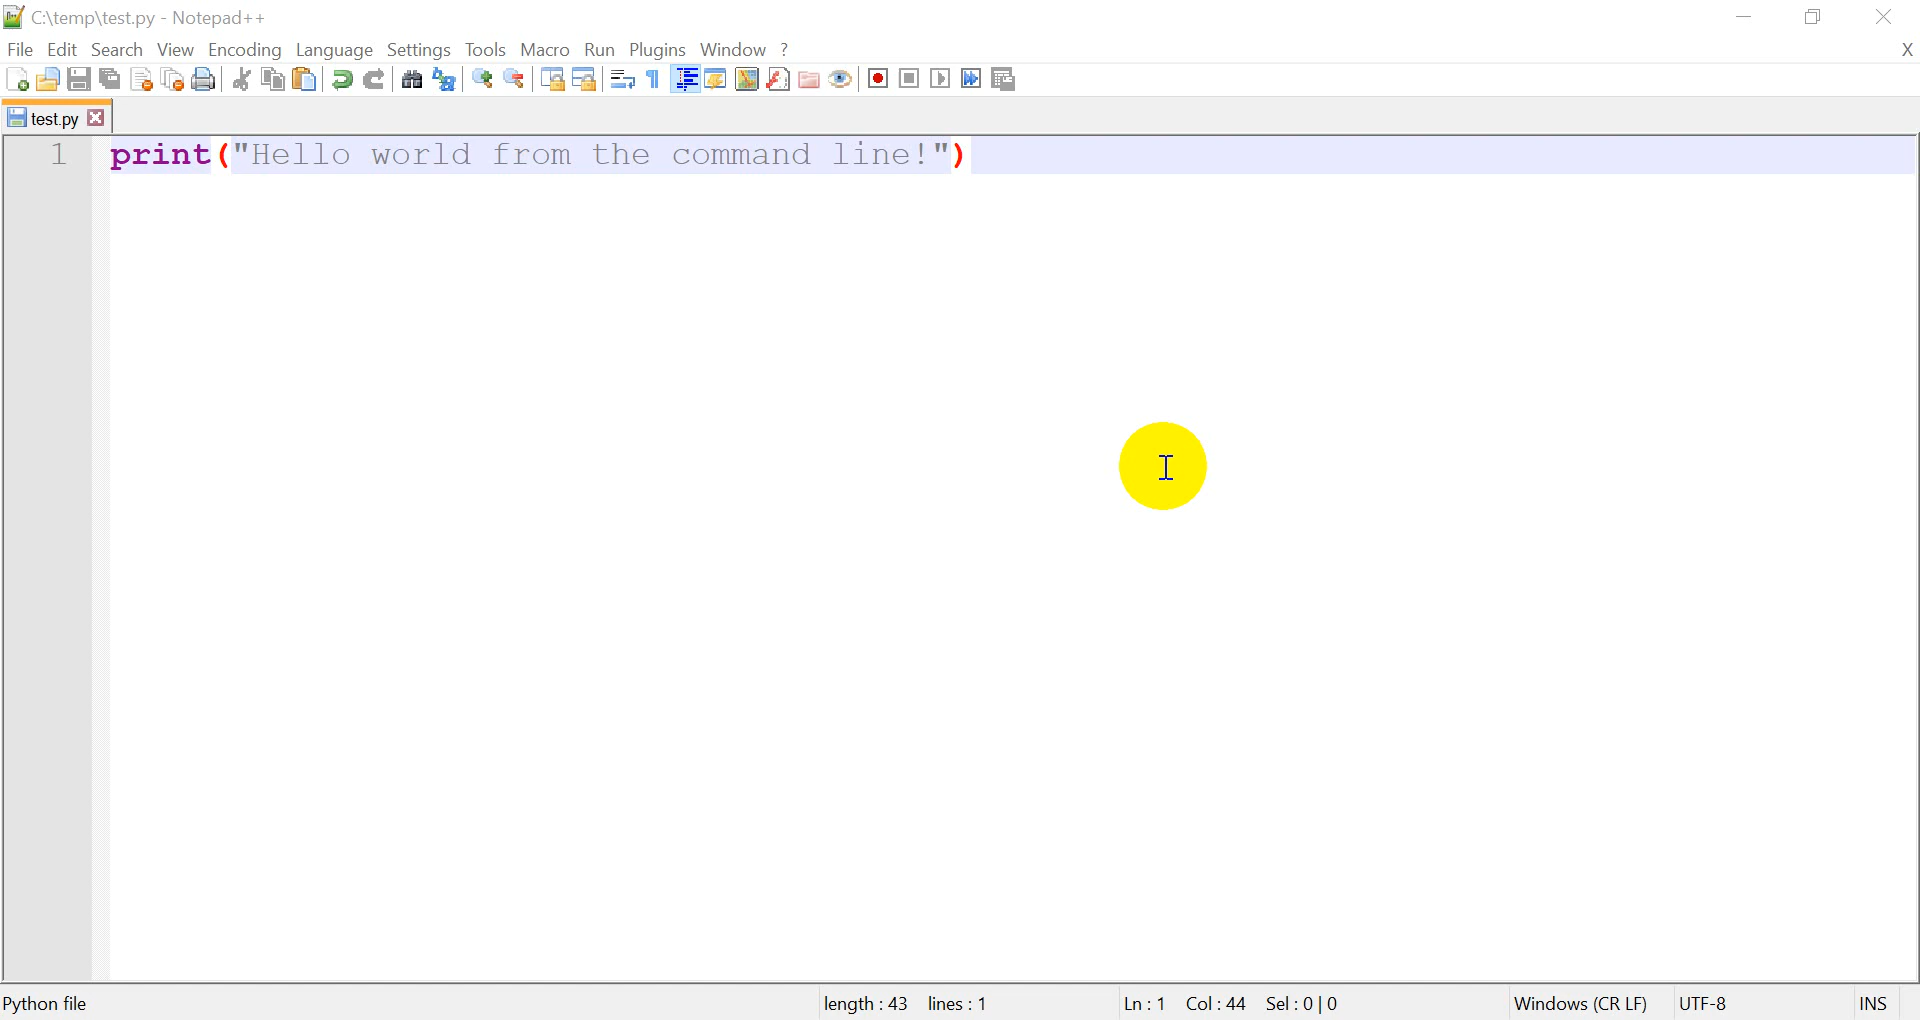 C:\temp\test.py - Notepad++
File Edit Search View Encoding Language Settings Tools Macro Run Plugins Window ? X
test.py
1 print("Hello world from the command line!")
Python file length : 43 lines : 1 Ln : 1 Col : 44 Sel : 0 | 0 Windows (CR LF) UTF-8 INS